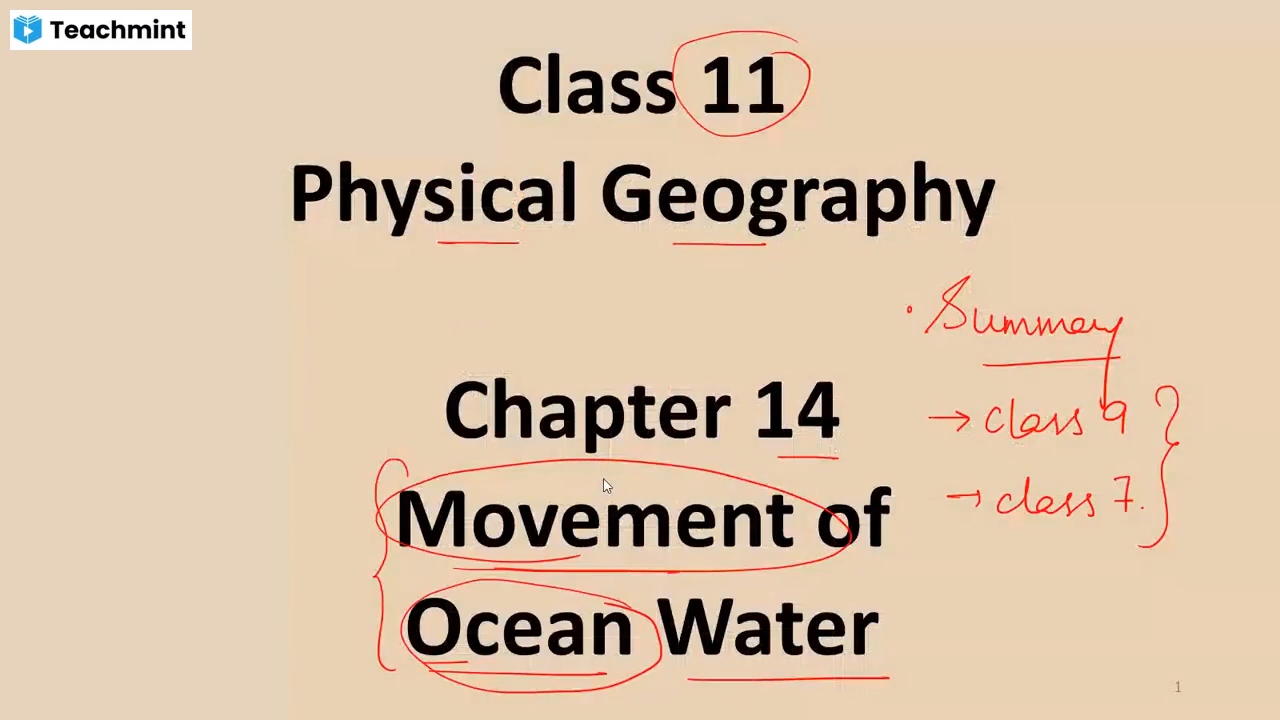 Teachmint
Class 11
Physical Geography
• Summary
Chapter 14
→ class 9
Movement of
→ class 7.
Ocean Water
1